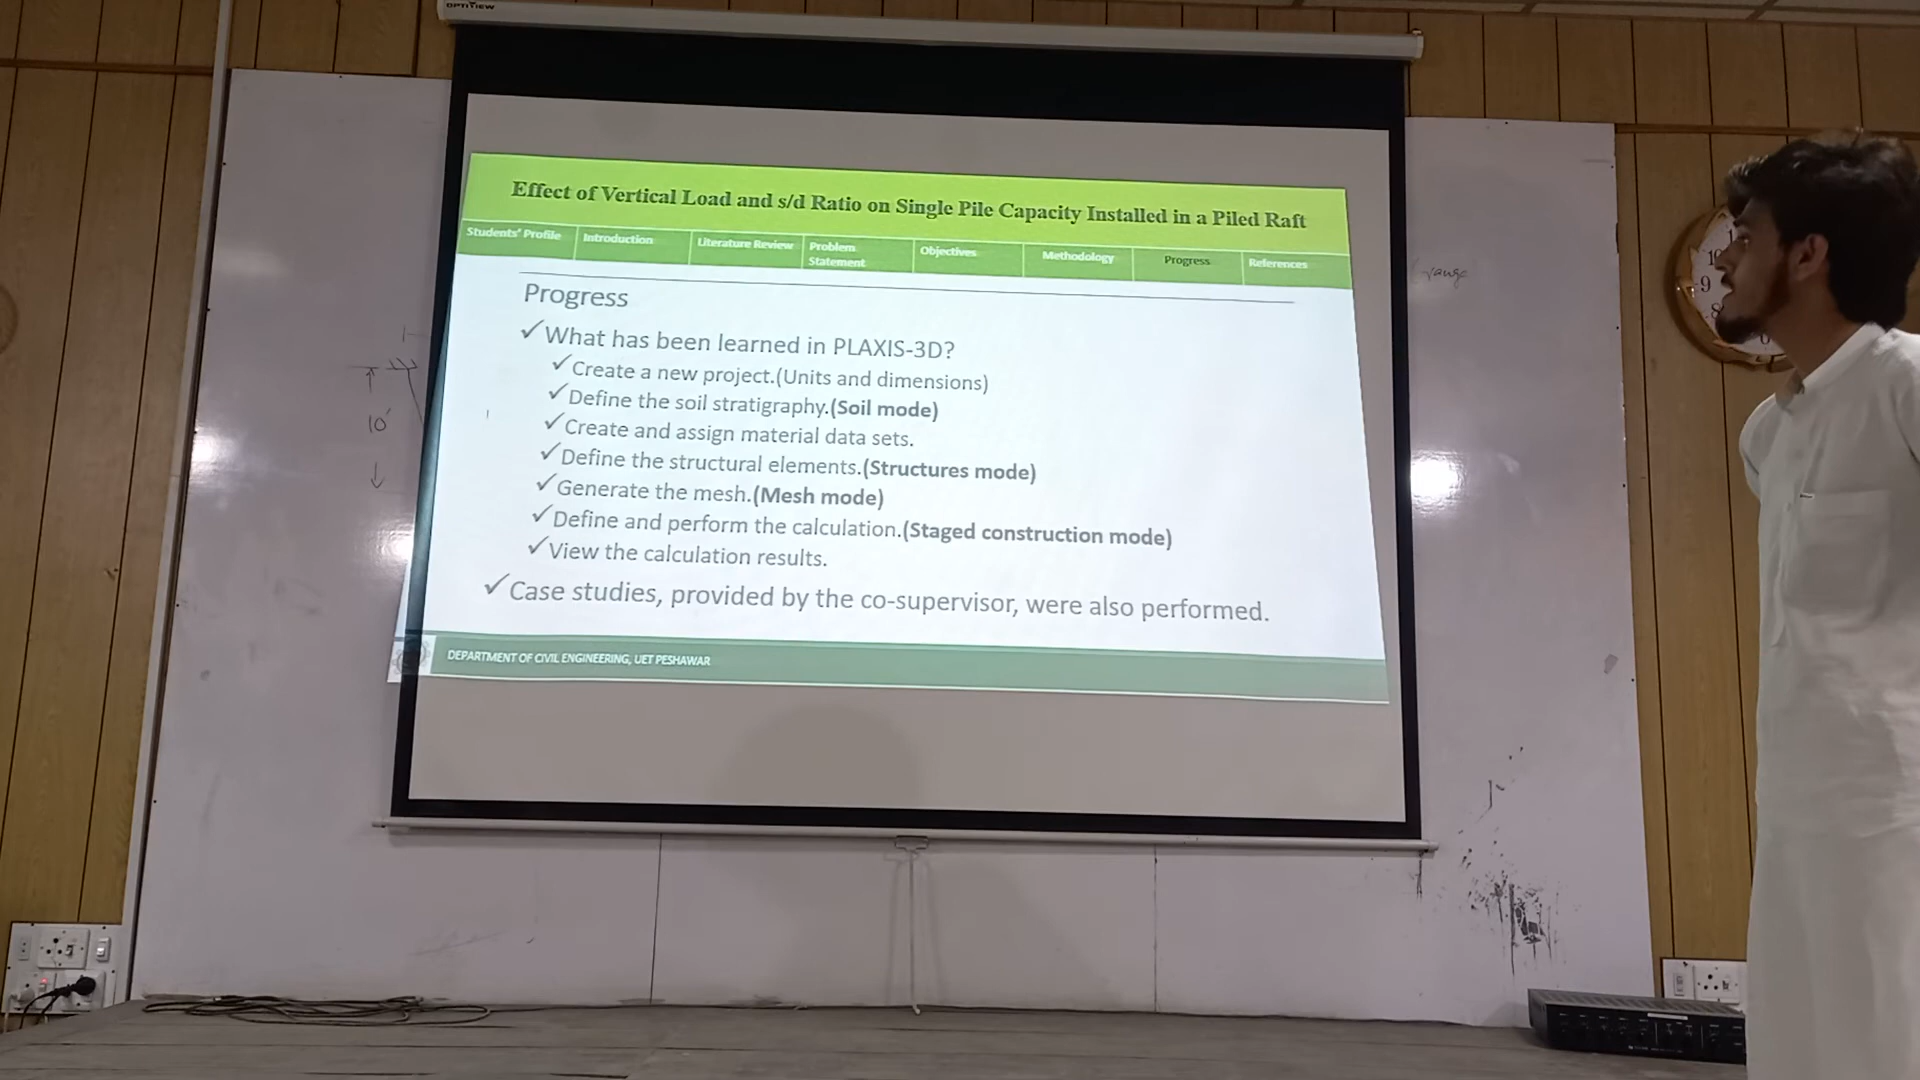 OPTIVIEW
Effect of Vertical Load and s/d Ratio on Single Pile Capacity Installed in a Piled Raft
Students' Profile
Introduction
Literature Review
Problem
Statement
Objectives
Methodology
Progress
References
Progress
✓What has been learned in PLAXIS-3D?
✓Create a new project.(Units and dimensions)
✓Define the soil stratigraphy.(Soil mode)
✓Create and assign material data sets.
✓Define the structural elements.(Structures mode)
✓Generate the mesh.(Mesh mode)
✓Define and perform the calculation.(Staged construction mode)
✓View the calculation results.
✓Case studies, provided by the co-supervisor, were also performed.
DEPARTMENT OF CIVIL ENGINEERING, UET PESHAWAR
10'
10
9
8